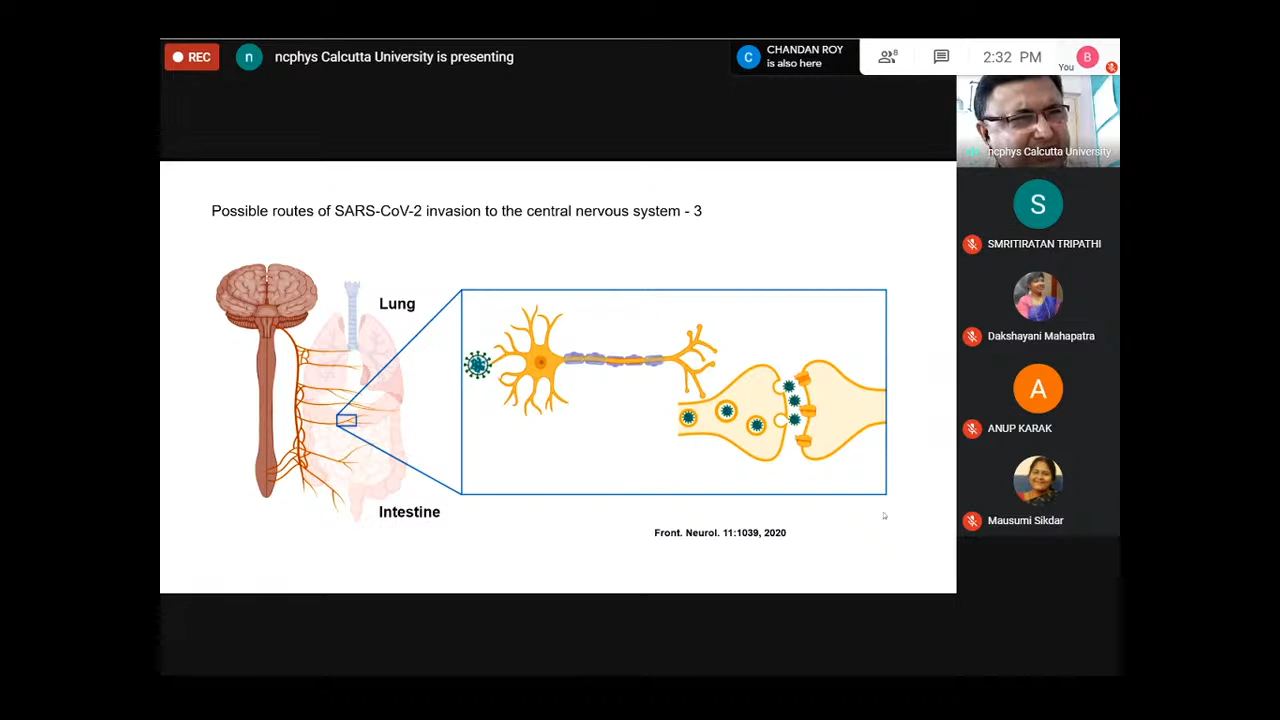 REC
n
ncphys Calcutta University is presenting
C
CHANDAN ROY
is also here
8
2:32 PM
You
B
ncphys Calcutta University
Possible routes of SARS-CoV-2 invasion to the central nervous system - 3
S
SMRITIRATAN TRIPATHI
Lung
Dakshayani Mahapatra
A
ANUP KARAK
Intestine
Mausumi Sikdar
Front. Neurol. 11:1039, 2020